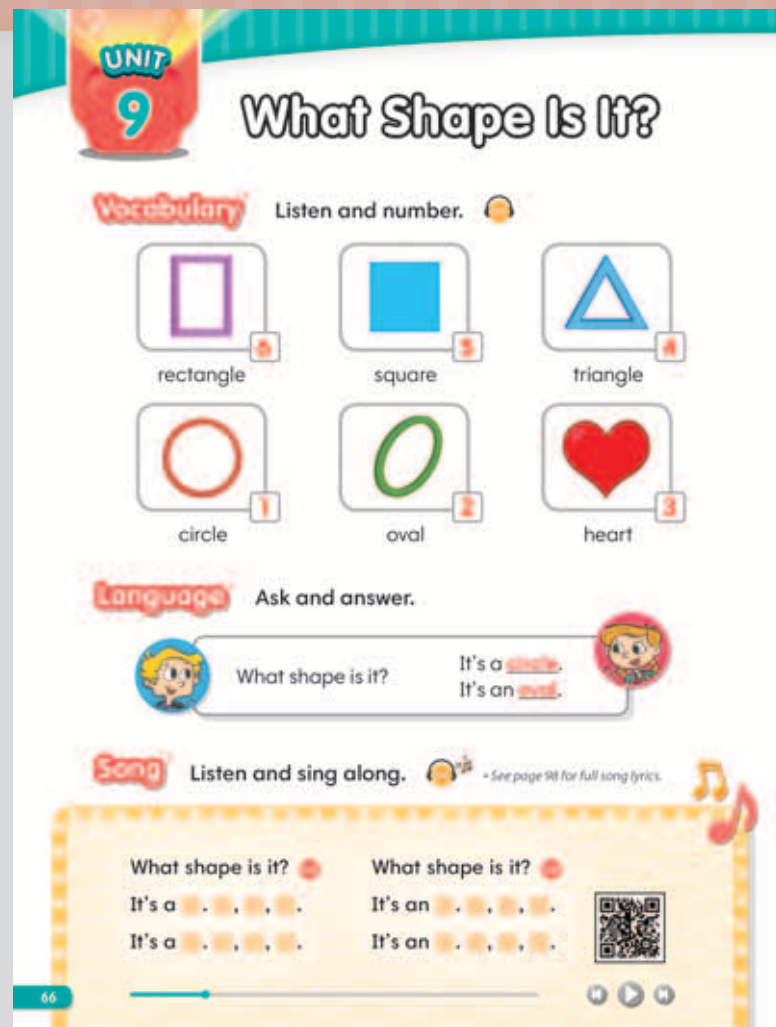 UNIT
9
What Shape Is It?
Vocabulary Listen and number.
6 5 4
rectangle square triangle
1 2 3
circle oval heart
Language Ask and answer.
What shape is it? It's a circle.
It's an oval.
Song Listen and sing along. • See page 98 for full song lyrics.
What shape is it? What shape is it?
It's a . , , . It's an . , , .
It's a . , , . It's an . , , .
66